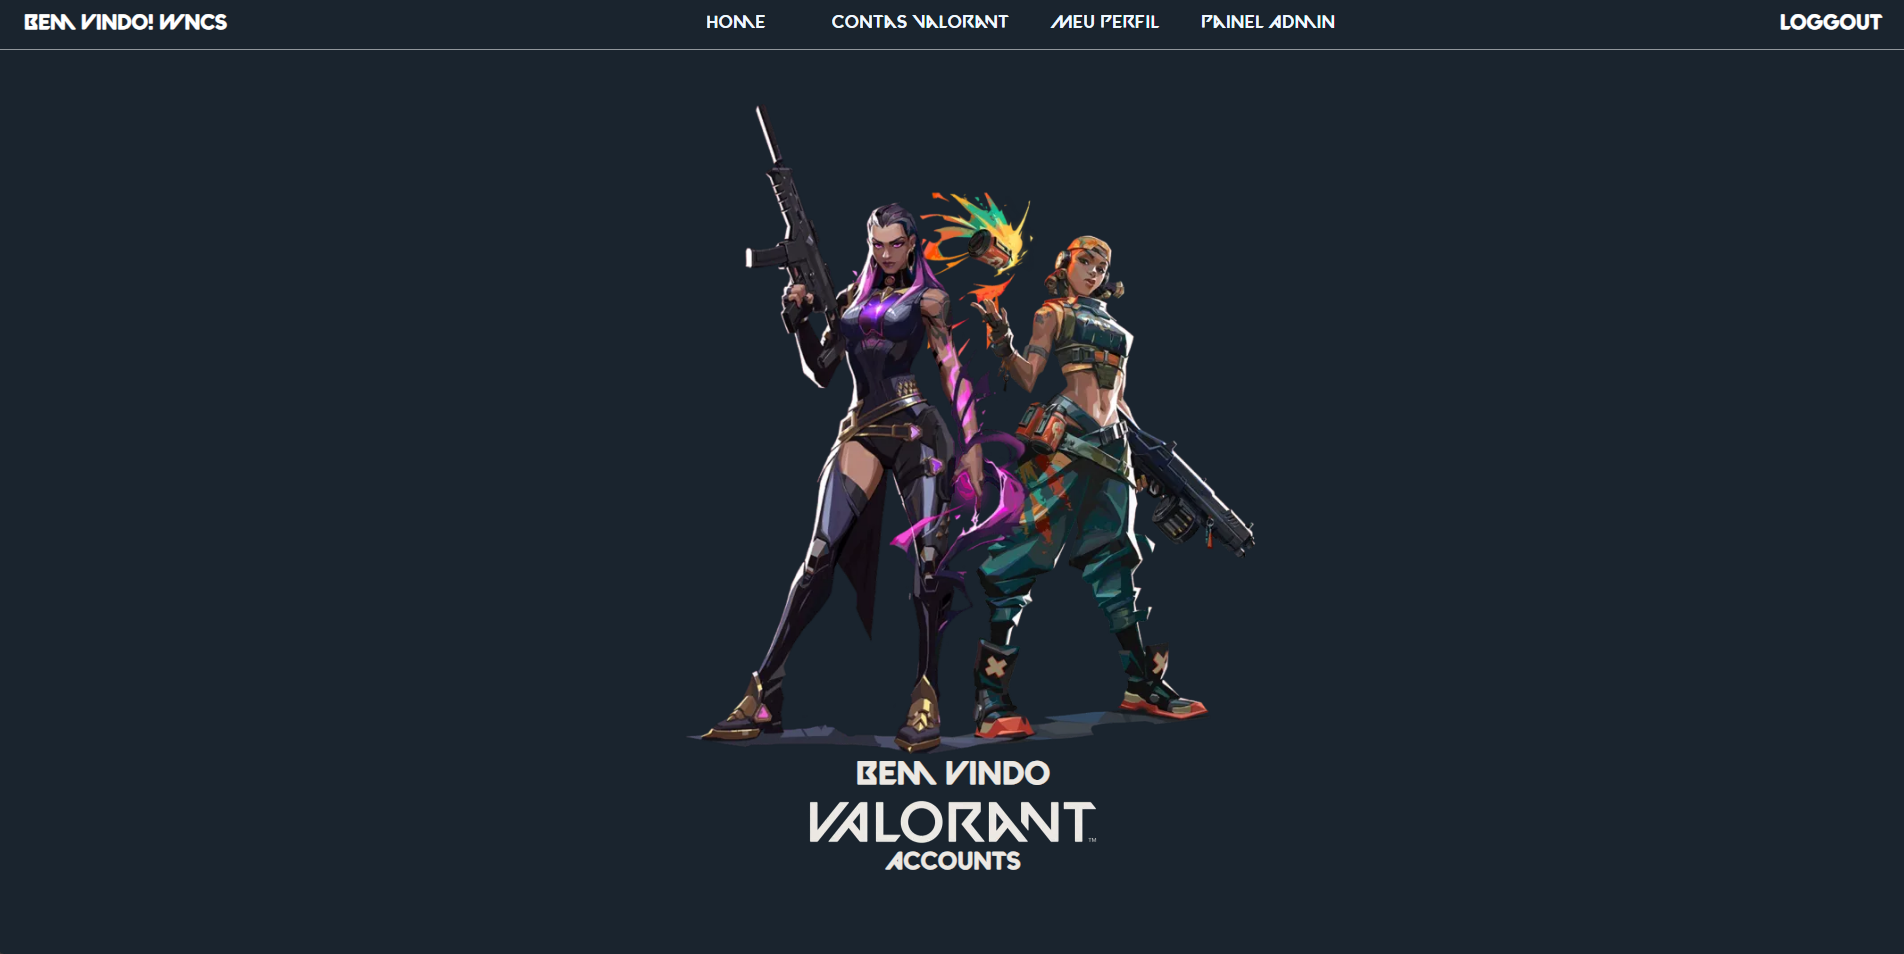 BEM VINDO! WNCS
HOME CONTAS VALORANT MEU PERFIL PAINEL ADMIN
LOGGOUT
BEM VINDO
VALORANT™
ACCOUNTS